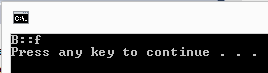 C:\.
B::f
Press any key to continue . . .